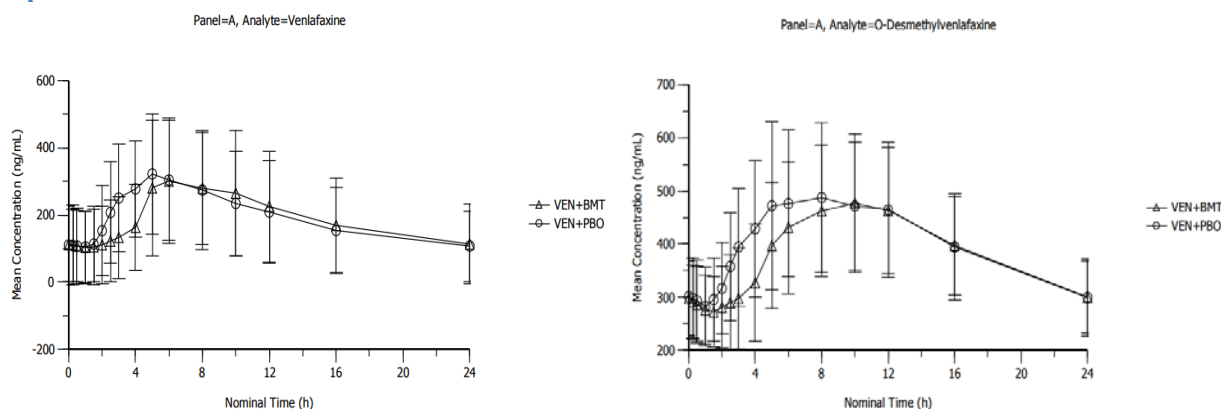 Panel=A, Analyte=Venlafaxine
600
400
200
0
-200
Mean Concentration (ng/mL)
0
4
8
12
16
20
24
Nominal Time (h)
VEN+BMT
VEN+PBO
Panel=A, Analyte=O-Desmethylvenlafaxine
700
600
500
400
300
200
Mean Concentration (ng/mL)
0
4
8
12
16
20
24
Nominal Time (h)
VEN+BMT
VEN+PBO